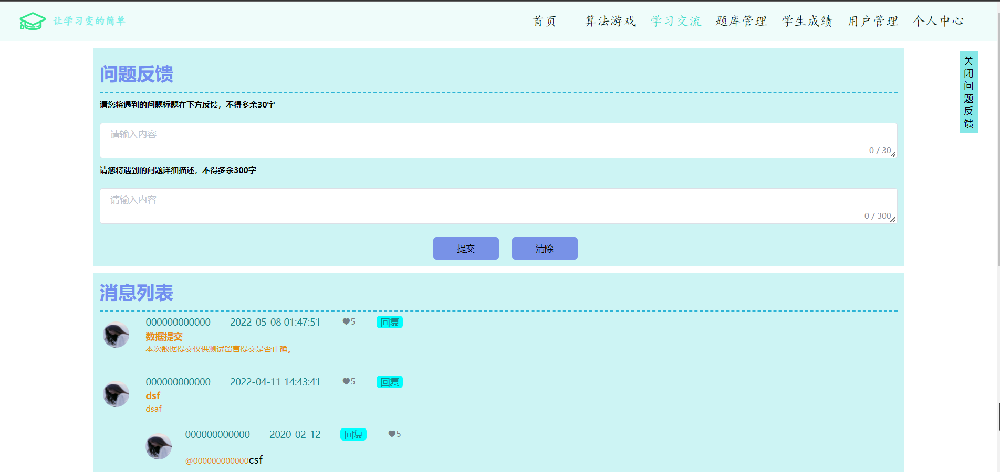 让学习变的简单
首页 算法游戏 学习交流 题库管理 学生成绩 用户管理 个人中心
关闭问题反馈
问题反馈
请您将遇到的问题标题在下方反馈，不得多余30字
请输入内容
0 / 30
请您将遇到的问题详细描述，不得多余300字
请输入内容
0 / 300
提交 清除
消息列表
000000000000 2022-05-08 01:47:51 5 回复
数据提交
本次数据提交仅供测试留言提交是否正确。
000000000000 2022-04-11 14:43:41 5 回复
dsf
dsaf
000000000000 2020-02-12 回复 5
@000000000000csf